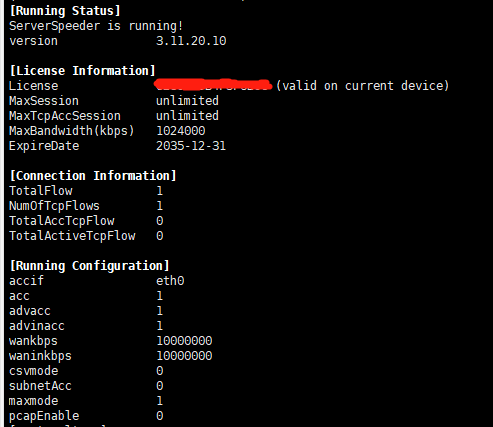 [Running Status]
ServerSpeeder is running!
version 3.11.20.10
[License Information]
License (valid on current device)
MaxSession unlimited
MaxTcpAccSession unlimited
MaxBandwidth(kbps) 1024000
ExpireDate 2035-12-31
[Connection Information]
TotalFlow 1
NumOfTcpFlows 1
TotalAccTcpFlow 0
TotalActiveTcpFlow 0
[Running Configuration]
accif eth0
acc 1
advacc 1
advinacc 1
wankbps 10000000
waninkbps 10000000
csvmode 0
subnetAcc 0
maxmode 1
pcapEnable 0